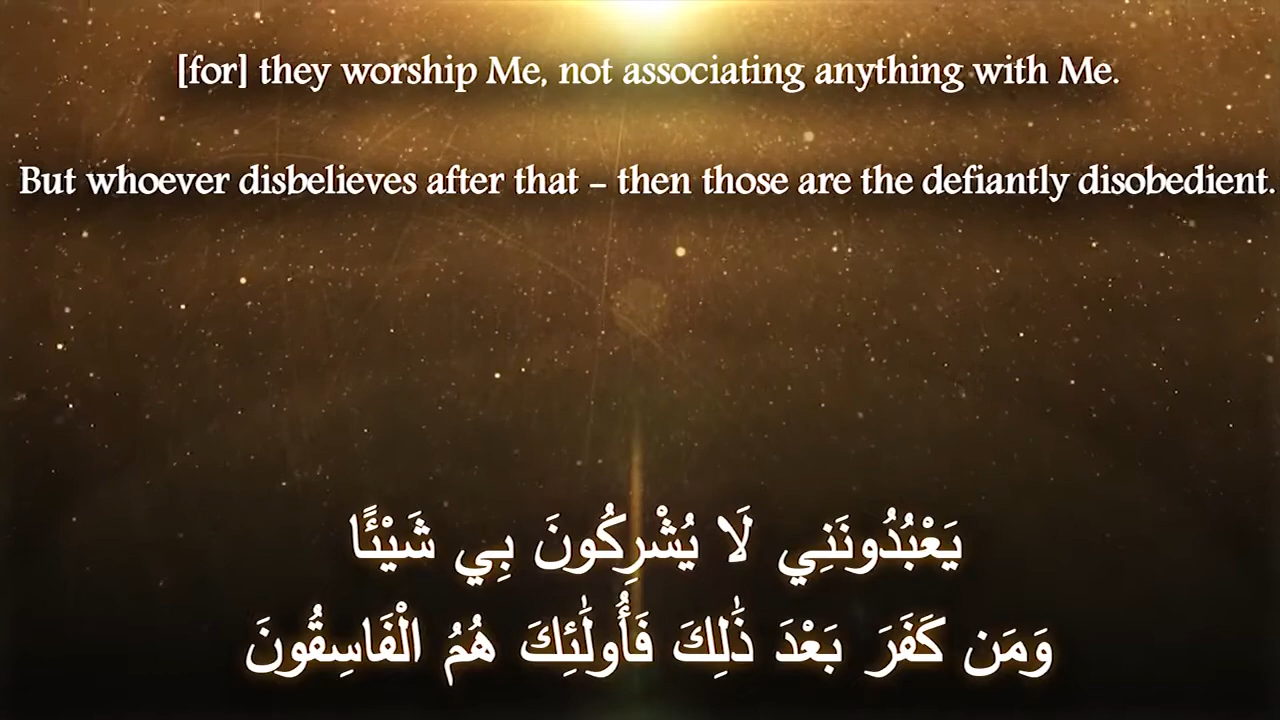 [for] they worship Me, not associating anything with Me.
But whoever disbelieves after that – then those are the defiantly disobedient.
يَعْبُدُونَنِي لَا يُشْرِكُونَ بِي شَيْئًا
وَمَن كَفَرَ بَعْدَ ذَٰلِكَ فَأُولَٰئِكَ هُمُ الْفَاسِقُونَ